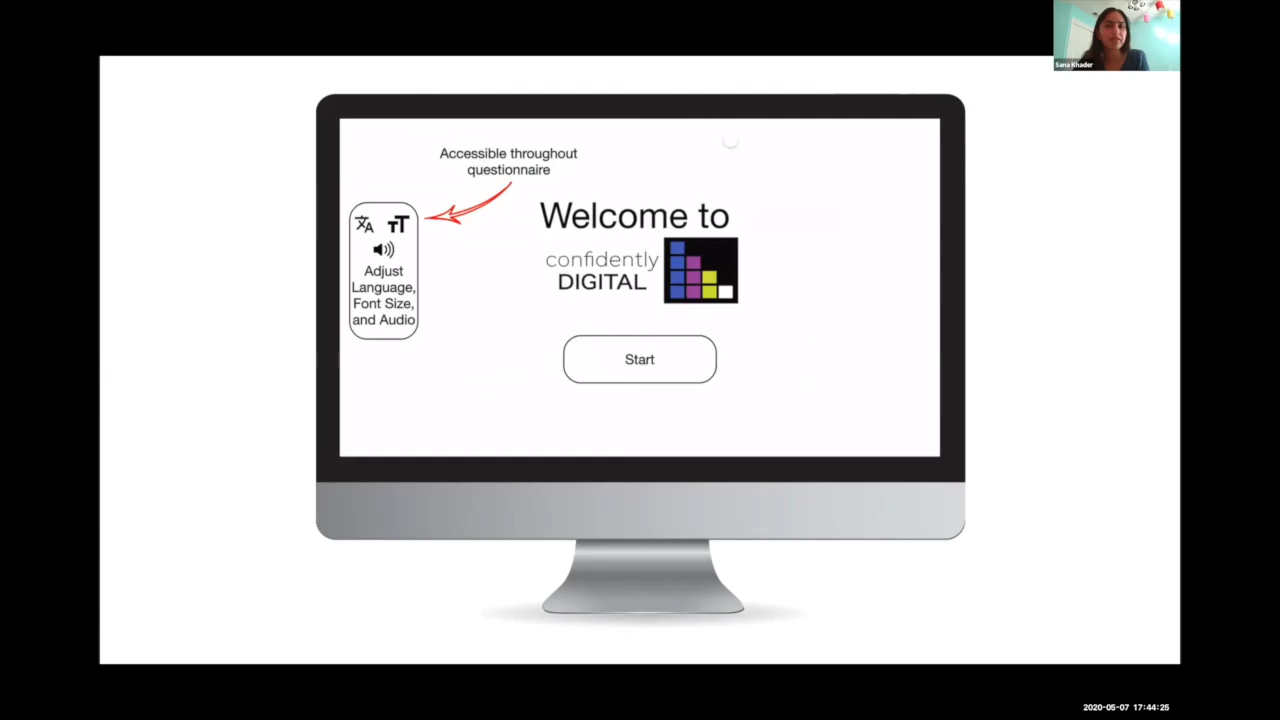 Sana Khader
Accessible throughout
questionnaire
Welcome to
confidently
DIGITAL
Adjust
Language,
Font Size,
and Audio
Start
2020-05-07 17:44:25